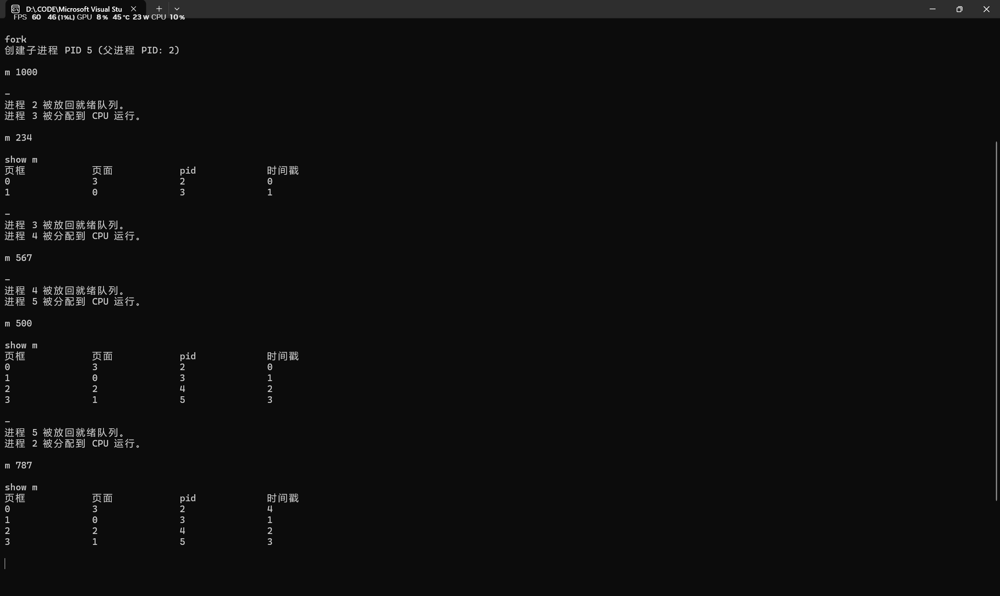 D:\.CODE\Microsoft Visual Stu
FPS 60 46 (1%L) GPU 8 % 45 °C 23 W CPU 10 %
fork
创建子进程 PID 5 (父进程 PID: 2)
m 1000
_
进程 2 被放回就绪队列。
进程 3 被分配到 CPU 运行。
m 234
show m
页框 页面 pid 时间戳
0 3 2 0
1 0 3 1
_
进程 3 被放回就绪队列。
进程 4 被分配到 CPU 运行。
m 567
_
进程 4 被放回就绪队列。
进程 5 被分配到 CPU 运行。
m 500
show m
页框 页面 pid 时间戳
0 3 2 0
1 0 3 1
2 2 4 2
3 1 5 3
_
进程 5 被放回就绪队列。
进程 2 被分配到 CPU 运行。
m 787
show m
页框 页面 pid 时间戳
0 3 2 4
1 0 3 1
2 2 4 2
3 1 5 3